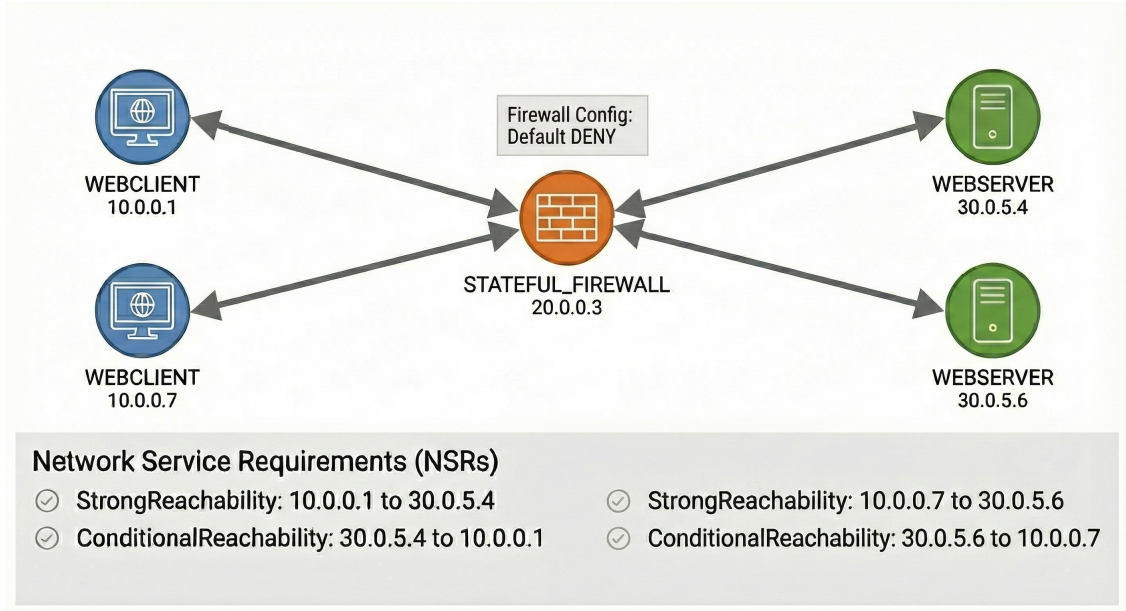 Firewall Config:
Default DENY
WEBCLIENT
10.0.0.1
WEBSERVER
30.0.5.4
STATEFUL_FIREWALL
20.0.0.3
WEBCLIENT
10.0.0.7
WEBSERVER
30.0.5.6
Network Service Requirements (NSRs)
StrongReachability: 10.0.0.1 to 30.0.5.4
ConditionalReachability: 30.0.5.4 to 10.0.0.1
StrongReachability: 10.0.0.7 to 30.0.5.6
ConditionalReachability: 30.0.5.6 to 10.0.0.7